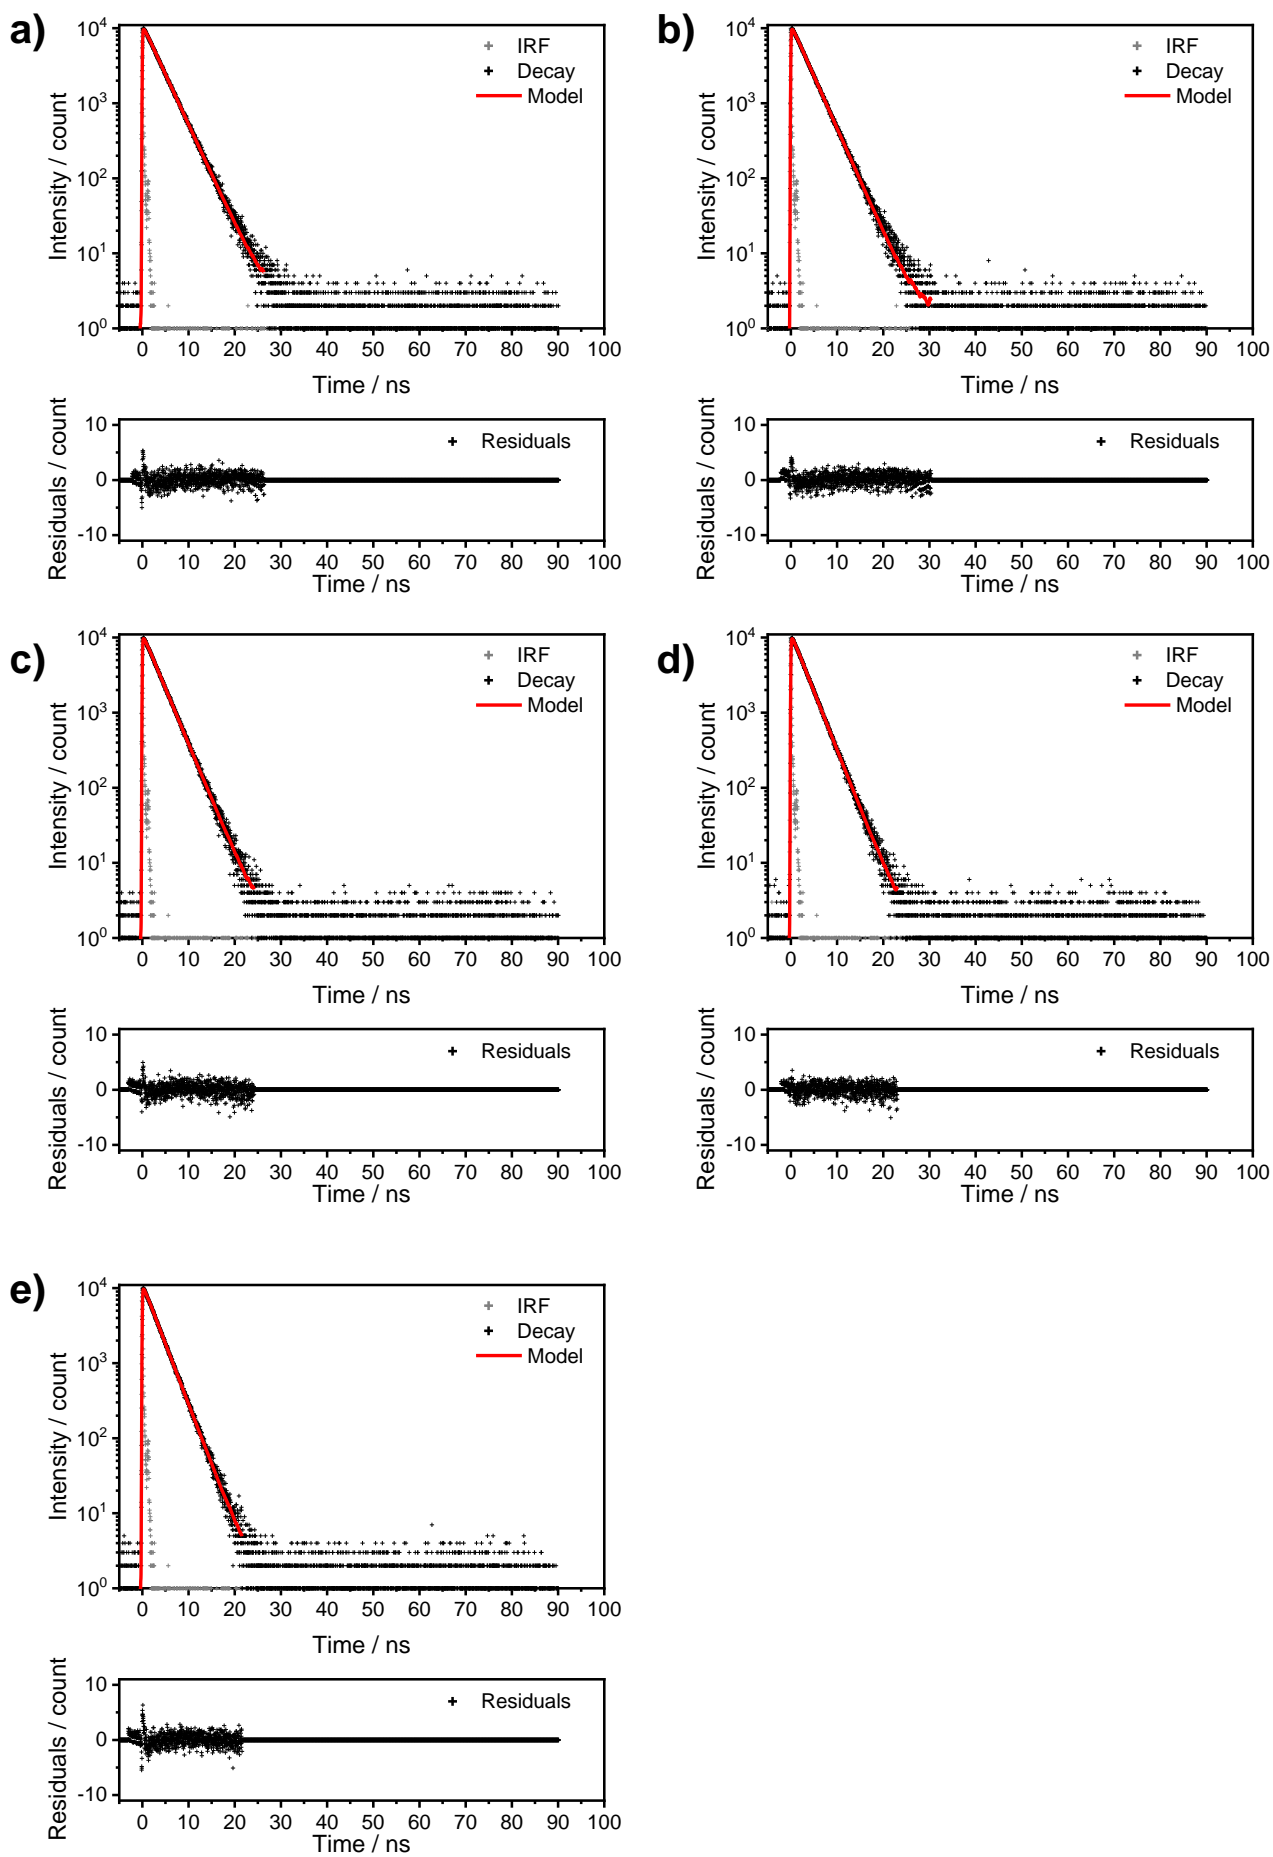 a)
10⁴
10³
10²
10¹
10⁰
Intensity / count
IRF
Decay
Model
0 10 20 30 40 50 60 70 80 90 100
Time / ns
10
0
-10
Residuals / count
Residuals
0 10 20 30 40 50 60 70 80 90 100
Time / ns
b)
10⁴
10³
10²
10¹
10⁰
Intensity / count
IRF
Decay
Model
0 10 20 30 40 50 60 70 80 90 100
Time / ns
10
0
-10
Residuals / count
Residuals
0 10 20 30 40 50 60 70 80 90 100
Time / ns
c)
10⁴
10³
10²
10¹
10⁰
Intensity / count
IRF
Decay
Model
0 10 20 30 40 50 60 70 80 90 100
Time / ns
10
0
-10
Residuals / count
Residuals
0 10 20 30 40 50 60 70 80 90 100
Time / ns
d)
10⁴
10³
10²
10¹
10⁰
Intensity / count
IRF
Decay
Model
0 10 20 30 40 50 60 70 80 90 100
Time / ns
10
0
-10
Residuals / count
Residuals
0 10 20 30 40 50 60 70 80 90 100
Time / ns
e)
10⁴
10³
10²
10¹
10⁰
Intensity / count
IRF
Decay
Model
0 10 20 30 40 50 60 70 80 90 100
Time / ns
10
0
-10
Residuals / count
Residuals
0 10 20 30 40 50 60 70 80 90 100
Time / ns